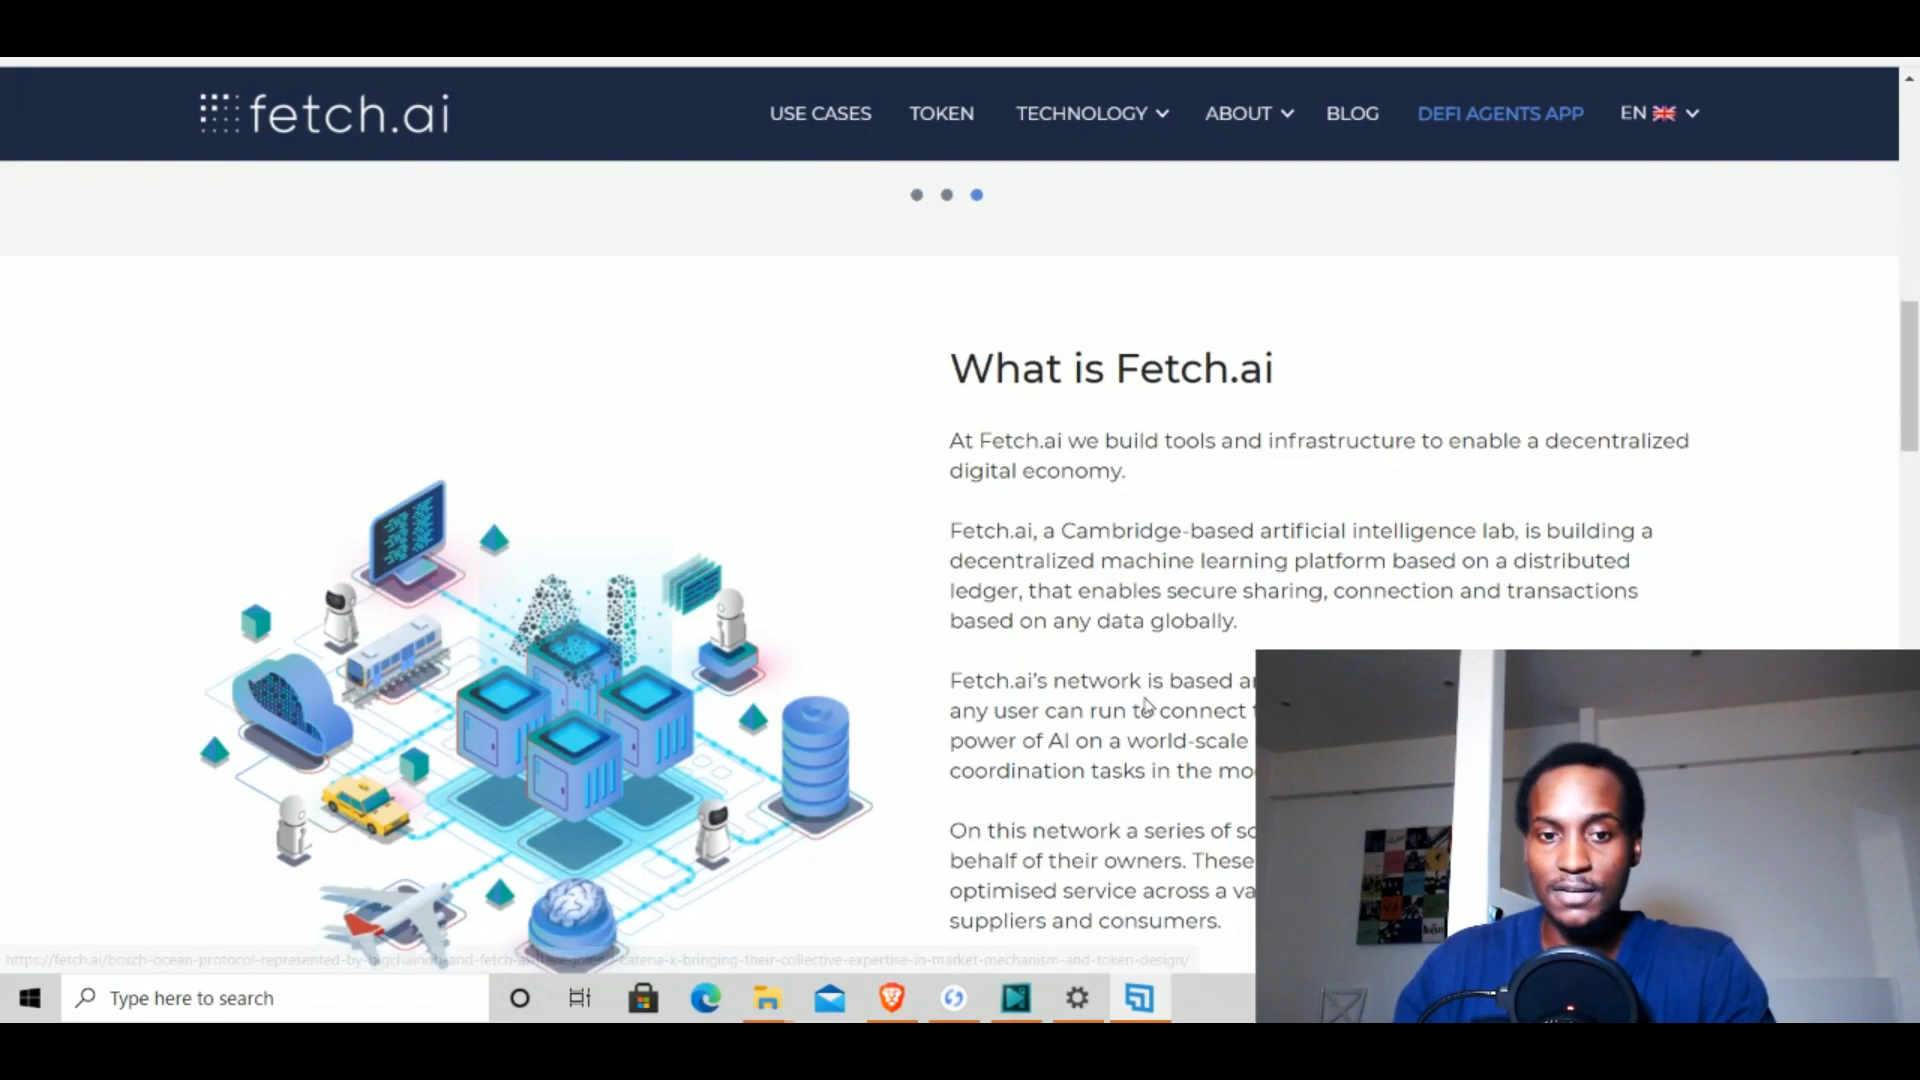 fetch.ai
USE CASES TOKEN TECHNOLOGY ABOUT BLOG DEFI AGENTS APP EN
What is Fetch.ai
At Fetch.ai we build tools and infrastructure to enable a decentralized
digital economy.
Fetch.ai, a Cambridge-based artificial intelligence lab, is building a
decentralized machine learning platform based on a distributed
ledger, that enables secure sharing, connection and transactions
based on any data globally.
Fetch.ai's network is based
any user can run to connect
power of AI on a world-scale
coordination tasks in the
On this network a series of
behalf of their owners. These
optimised service across a
suppliers and consumers.
AI
Type here to search